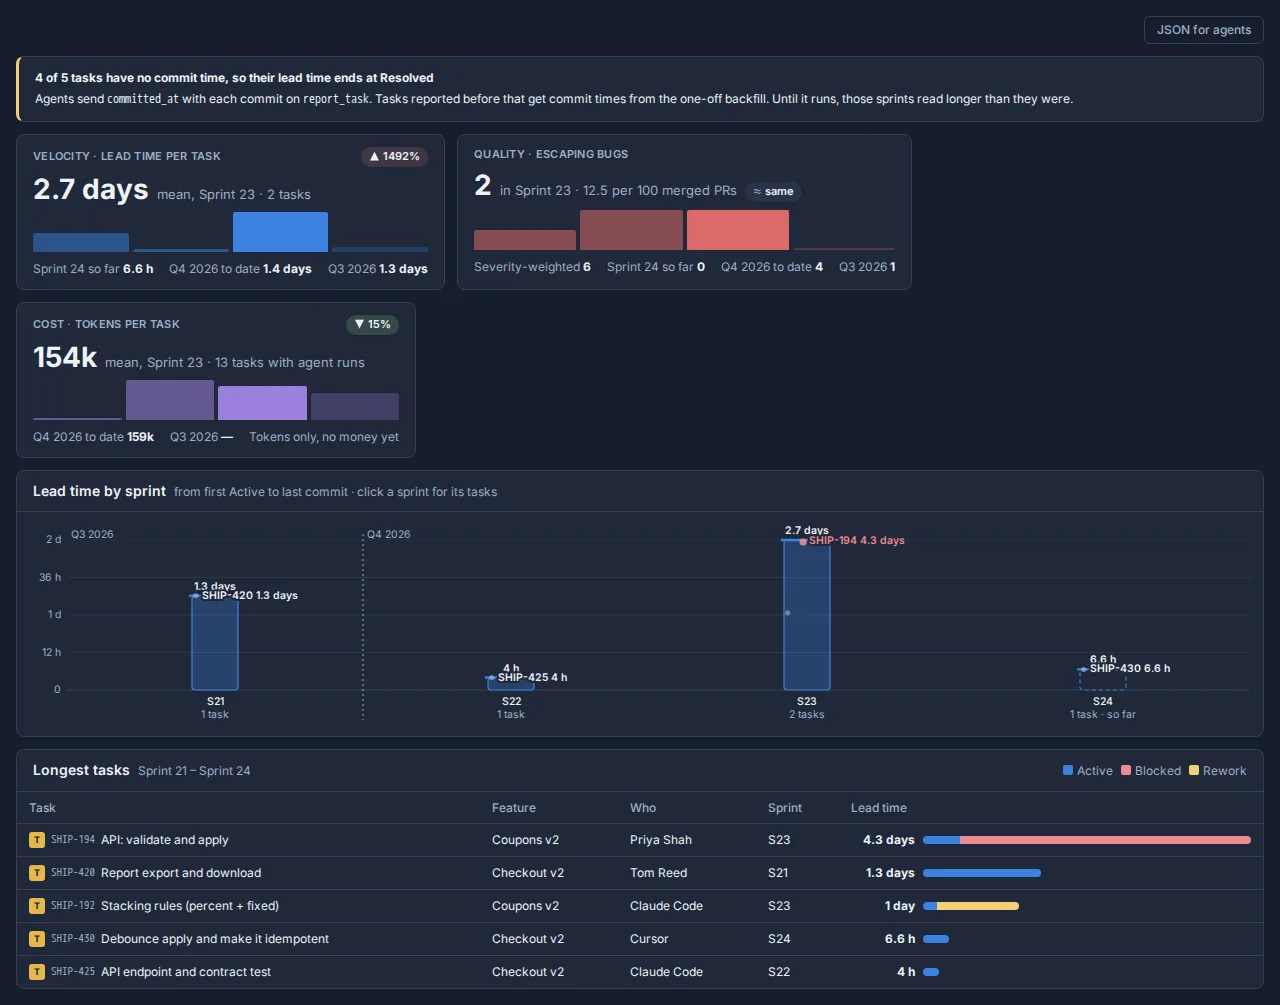 JSON for agents
4 of 5 tasks have no commit time, so their lead time ends at Resolved
Agents send committed_at with each commit on report_task. Tasks reported before that get commit times from the one-off backfill. Until it runs, those sprints read longer than they were.
VELOCITY · LEAD TIME PER TASK ▲ 1492%
2.7 days mean, Sprint 23 · 2 tasks
Sprint 24 so far 6.6 h Q4 2026 to date 1.4 days Q3 2026 1.3 days
QUALITY · ESCAPING BUGS
2 in Sprint 23 · 12.5 per 100 merged PRs ≈ same
Severity-weighted 6 Sprint 24 so far 0 Q4 2026 to date 4 Q3 2026 1
COST · TOKENS PER TASK ▼ 15%
154k mean, Sprint 23 · 13 tasks with agent runs
Q4 2026 to date 159k Q3 2026 — Tokens only, no money yet
Lead time by sprint from first Active to last commit · click a sprint for its tasks
Q3 2026 Q4 2026
2 d
36 h
1 d
12 h
0
1.3 days
SHIP-420 1.3 days
4 h
SHIP-425 4 h
2.7 days
SHIP-194 4.3 days
6.6 h
SHIP-430 6.6 h
S21 S22 S23 S24
1 task 1 task 2 tasks 1 task · so far
Longest tasks Sprint 21 – Sprint 24 Active Blocked Rework
Task Feature Who Sprint Lead time
T SHIP-194 API: validate and apply Coupons v2 Priya Shah S23 4.3 days
T SHIP-420 Report export and download Checkout v2 Tom Reed S21 1.3 days
T SHIP-192 Stacking rules (percent + fixed) Coupons v2 Claude Code S23 1 day
T SHIP-430 Debounce apply and make it idempotent Checkout v2 Cursor S24 6.6 h
T SHIP-425 API endpoint and contract test Checkout v2 Claude Code S22 4 h